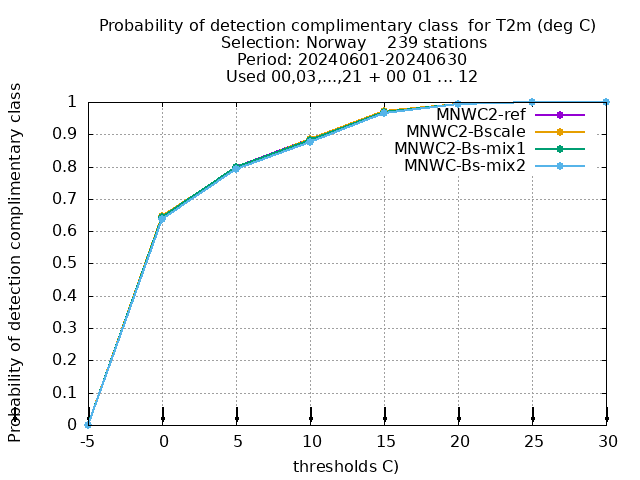 Probability of detection complimentary class  for T2m (deg C)
Selection: Norway    239 stations
Period: 20240601-20240630
Used 00,03,...,21 + 00 01 ... 12
Probability of detection complimentary class
1
0.9
0.8
0.7
0.6
0.5
0.4
0.3
0.2
0.1
0
MNWC2-ref
MNWC2-Bscale
MNWC2-Bs-mix1
MNWC-Bs-mix2
-5 0 5 10 15 20 25 30
thresholds C)